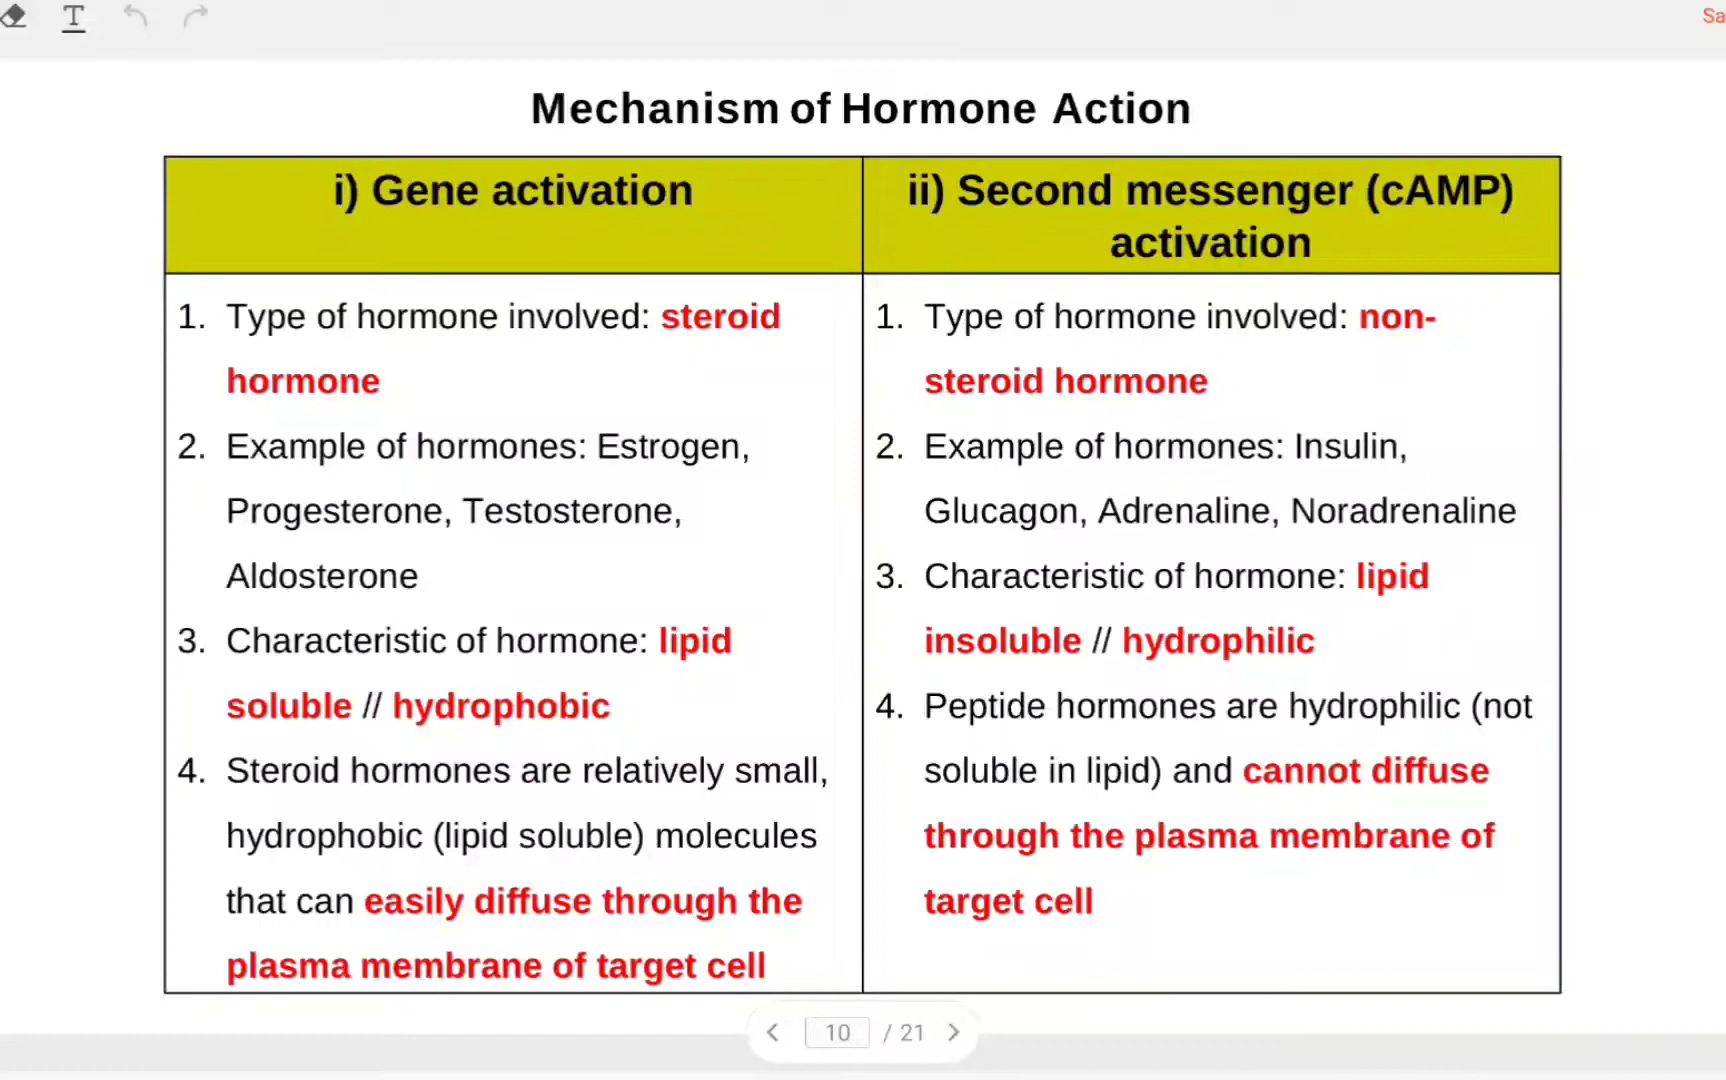 T
Sa
Mechanism of Hormone Action
i) Gene activation
1. Type of hormone involved: steroid
hormone
2. Example of hormones: Estrogen,
Progesterone, Testosterone,
Aldosterone
3. Characteristic of hormone: lipid
soluble // hydrophobic
4. Steroid hormones are relatively small,
hydrophobic (lipid soluble) molecules
that can easily diffuse through the
plasma membrane of target cell
ii) Second messenger (cAMP)
activation
1. Type of hormone involved: non-
steroid hormone
2. Example of hormones: Insulin,
Glucagon, Adrenaline, Noradrenaline
3. Characteristic of hormone: lipid
insoluble // hydrophilic
4. Peptide hormones are hydrophilic (not
soluble in lipid) and cannot diffuse
through the plasma membrane of
target cell
10 / 21